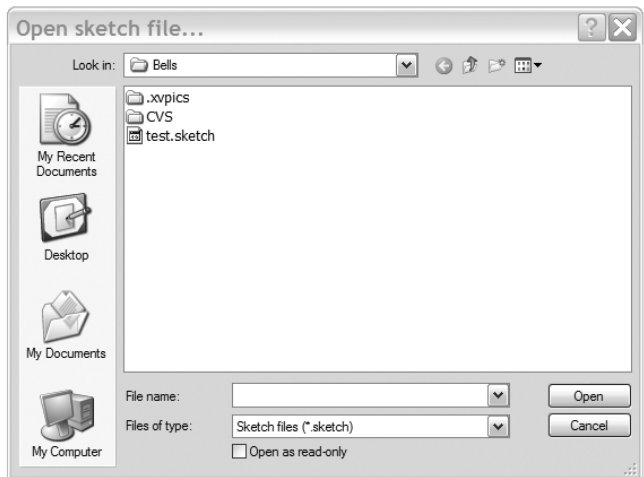 Open sketch file...
Look in: Bells
.xvpics
CVS
test.sketch
My Recent
Documents
Desktop
My Documents
My Computer
File name: Open
Files of type: Sketch files (*.sketch) Cancel
Open as read-only